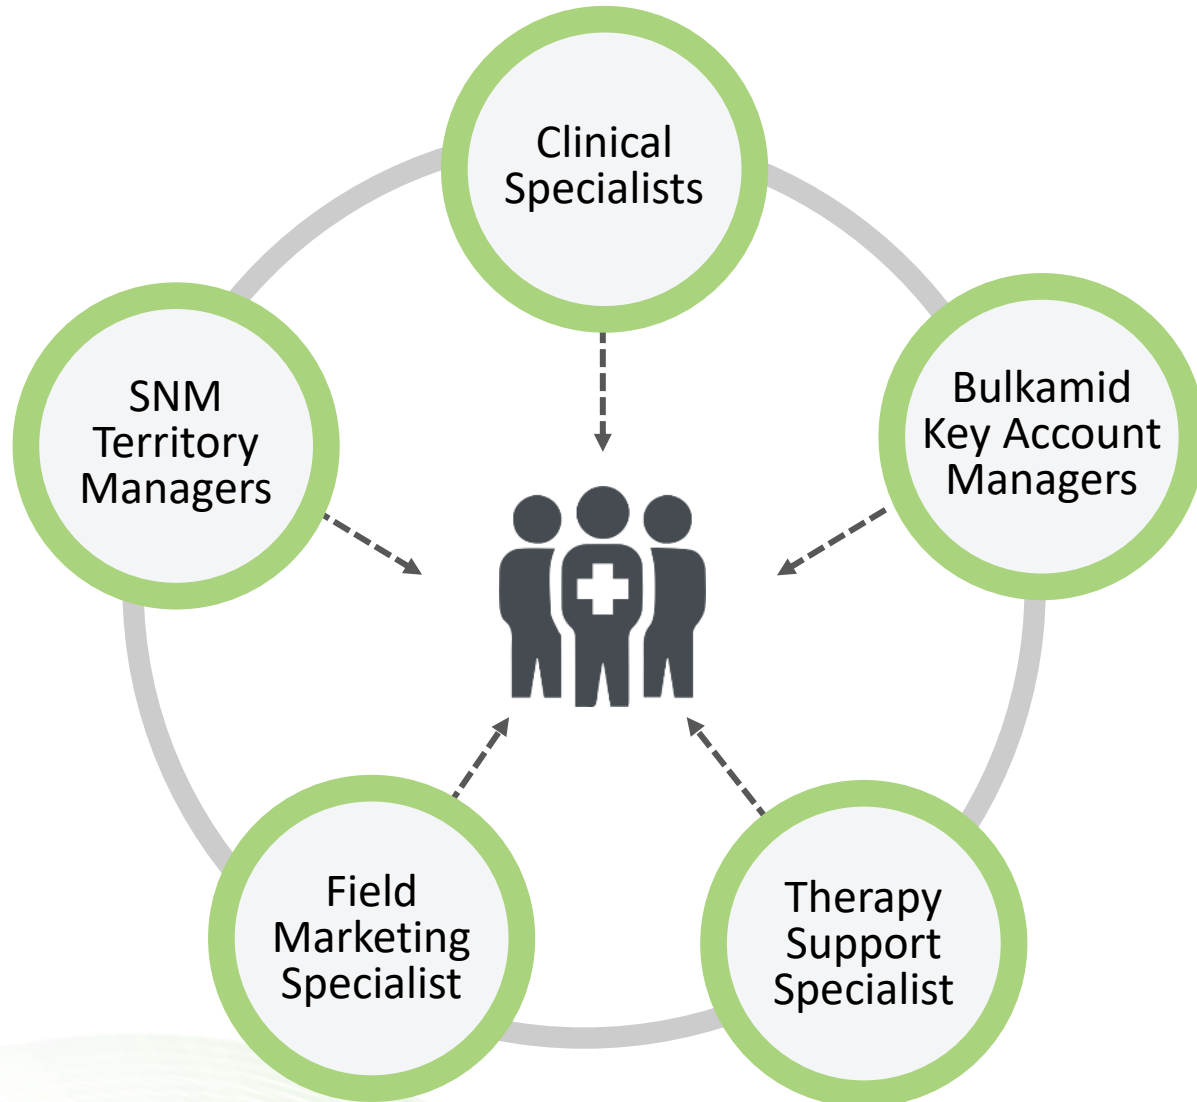 Clinical
Specialists
SNM
Territory
Managers
Bulkamid
Key Account
Managers
Field
Marketing
Specialist
Therapy
Support
Specialist